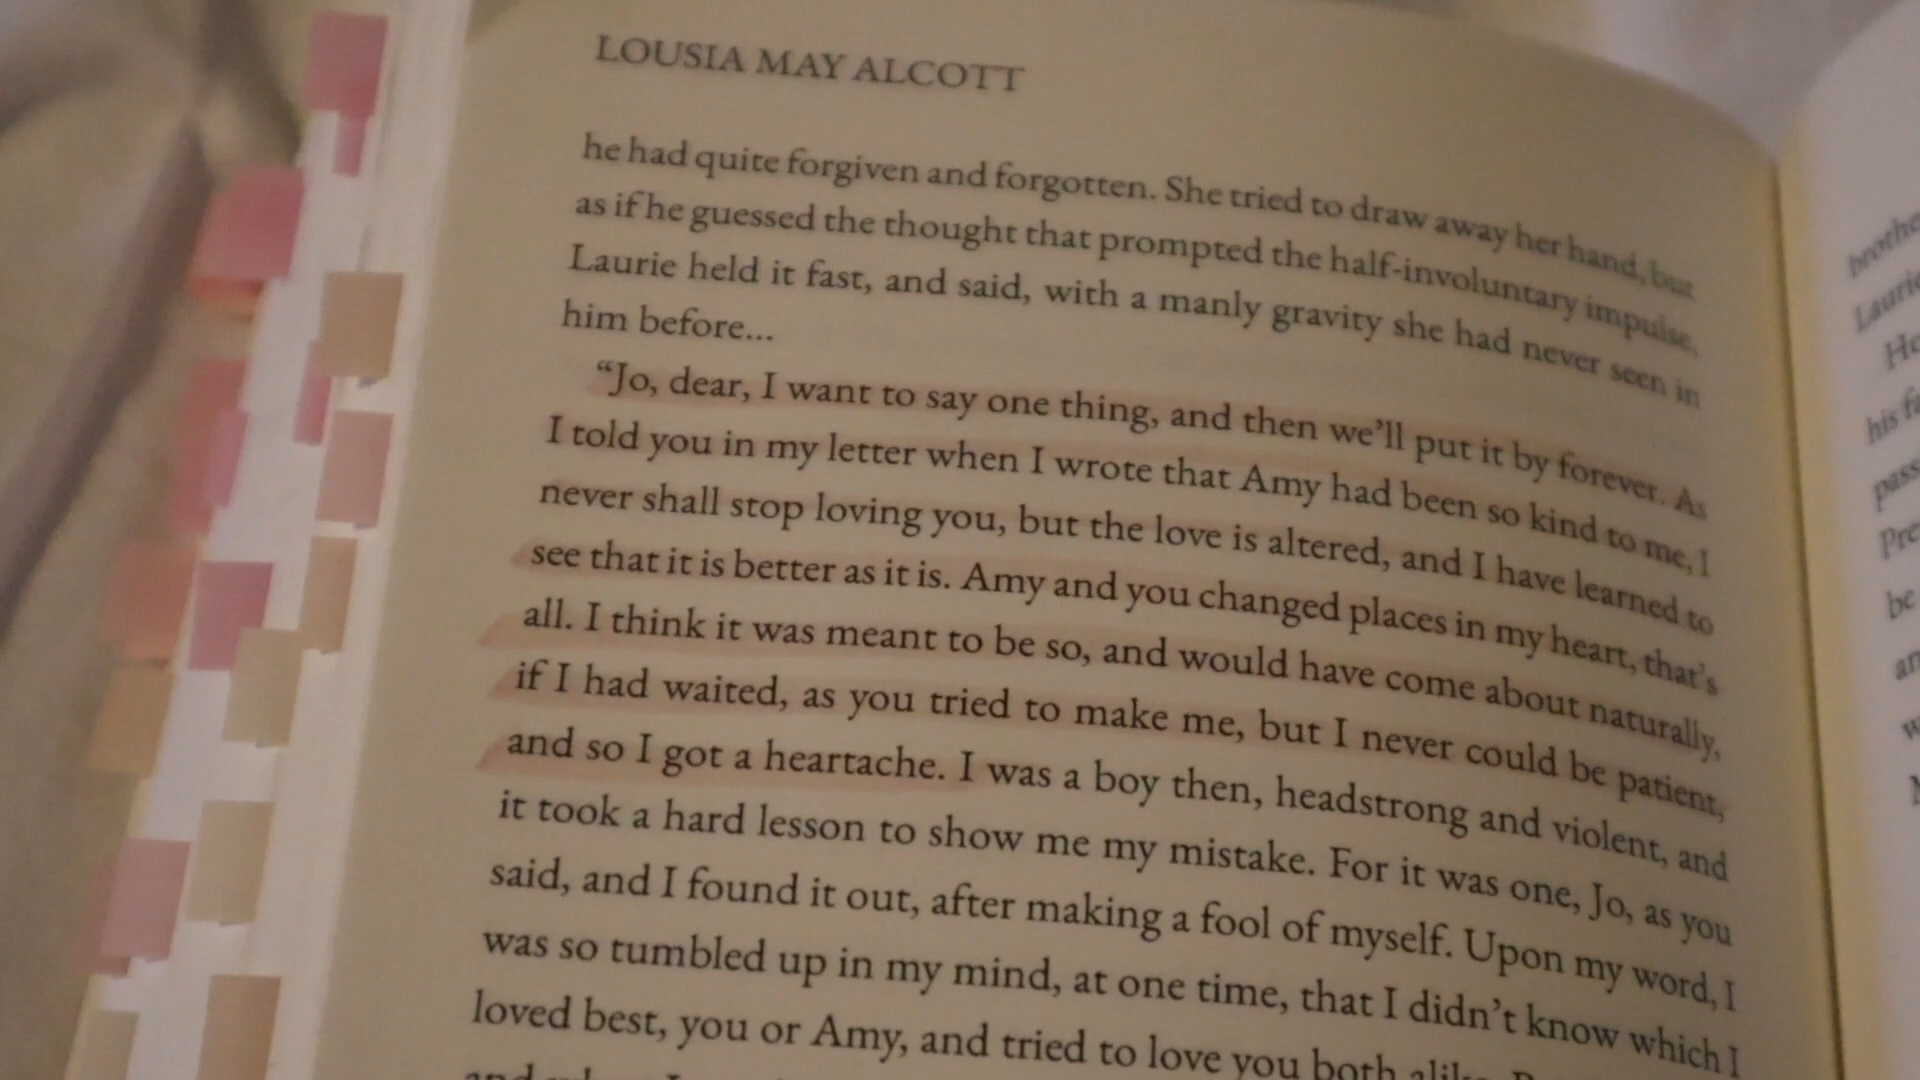 LOUSIA MAY ALCOTT
he had quite forgiven and forgotten. She tried to draw away her hand, but
as if he guessed the thought that prompted the half-involuntary impulse,
Laurie held it fast, and said, with a manly gravity she had never seen in
him before...
“Jo, dear, I want to say one thing, and then we’ll put it by forever. As
I told you in my letter when I wrote that Amy had been so kind to me, I
never shall stop loving you, but the love is altered, and I have learned to
see that it is better as it is. Amy and you changed places in my heart, that’s
all. I think it was meant to be so, and would have come about naturally,
if I had waited, as you tried to make me, but I never could be patient,
and so I got a heartache. I was a boy then, headstrong and violent, and
it took a hard lesson to show me my mistake. For it was one, Jo, as you
said, and I found it out, after making a fool of myself. Upon my word, I
was so tumbled up in my mind, at one time, that I didn’t know which I
loved best, you or Amy, and tried to love you both